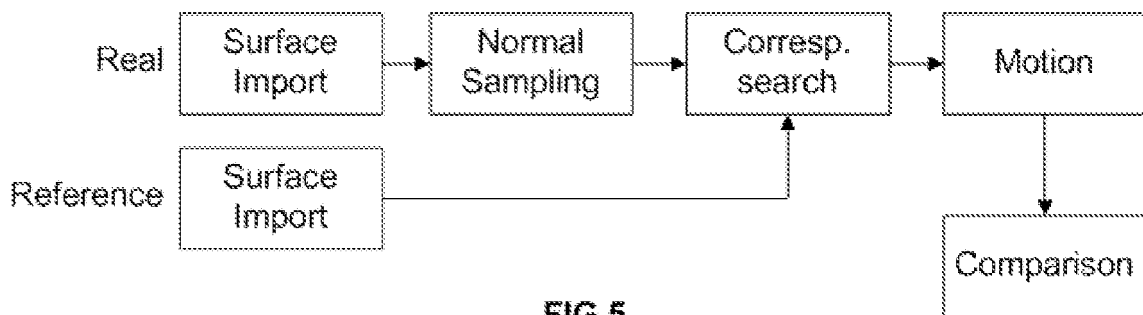 Real
Surface
Import
Normal
Sampling
Corresp.
search
Motion
Reference
Surface
Import
Comparison
FIG.5